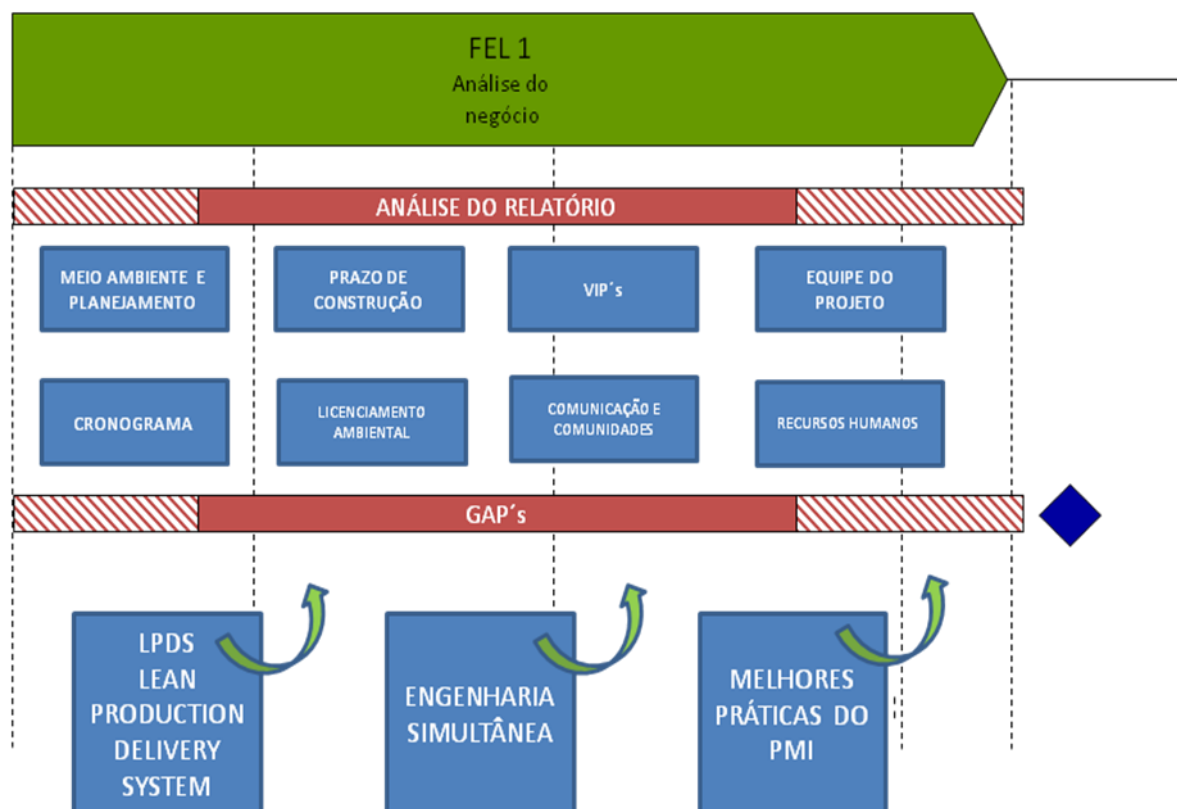 FEL 1
Análise do
negócio
ANÁLISE DO RELATÓRIO
MEIO AMBIENTE E
PLANEJAMENTO
PRAZO DE
CONSTRUÇÃO
VIP´s
EQUIPE DO
PROJETO
CRONOGRAMA
LICENCIAMENTO
AMBIENTAL
COMUNICAÇÃO E
COMUNIDADES
RECURSOS HUMANOS
GAP´s
LPDS
LEAN
PRODUCTION
DELIVERY
SYSTEM
ENGENHARIA
SIMULTÂNEA
MELHORES
PRÁTICAS DO
PMI